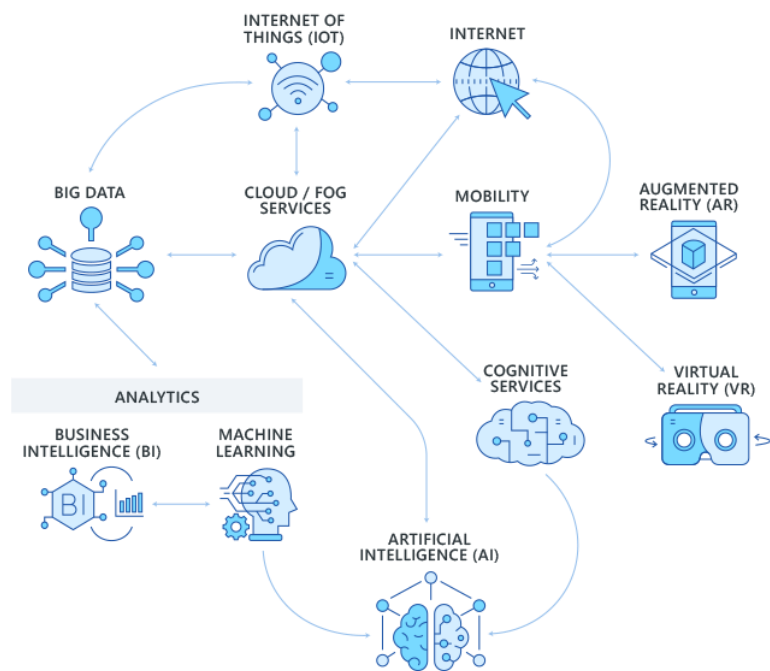 INTERNET OF
THINGS (IOT)
INTERNET
BIG DATA
CLOUD / FOG
SERVICES
MOBILITY
AUGMENTED
REALITY (AR)
ANALYTICS
COGNITIVE
SERVICES
VIRTUAL
REALITY (VR)
BUSINESS
INTELLIGENCE (BI)
BI
MACHINE
LEARNING
ARTIFICIAL
INTELLIGENCE (AI)